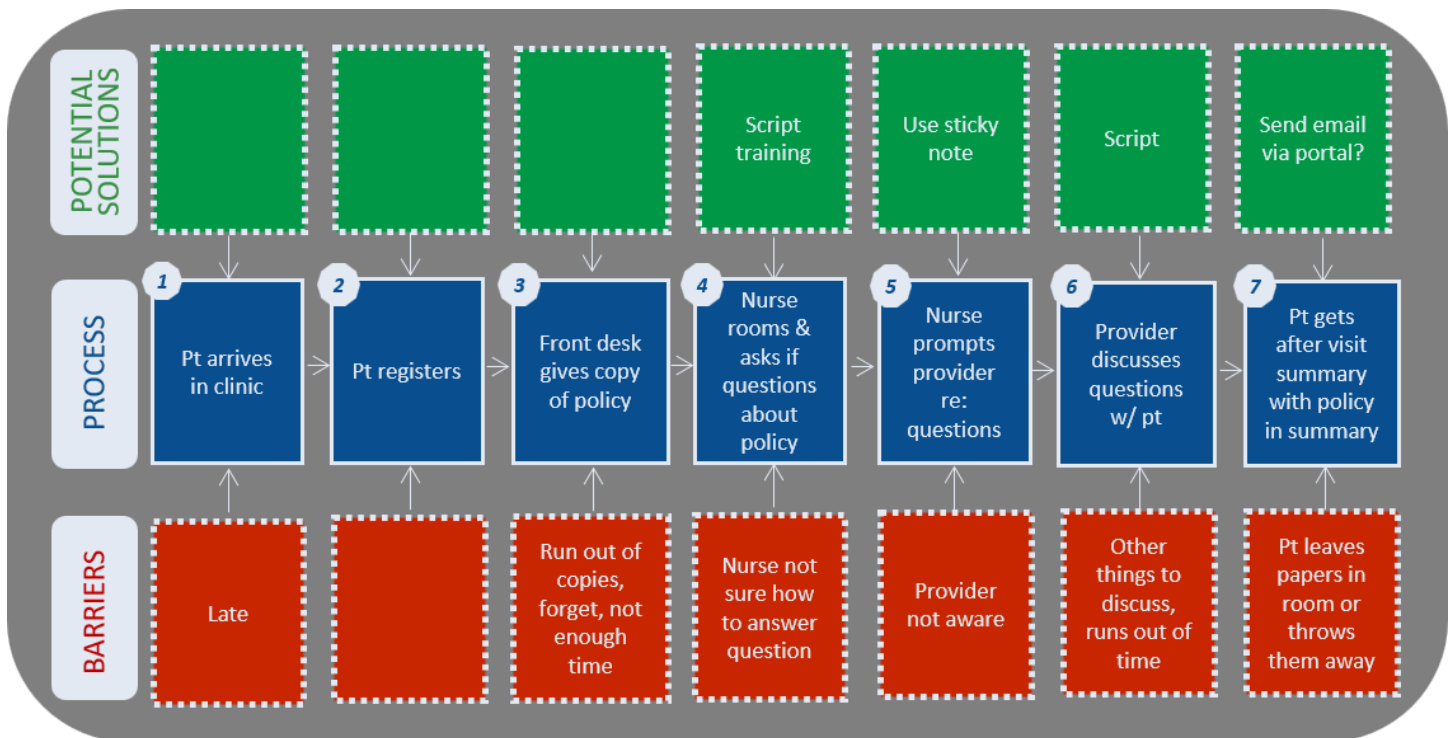 POTENTIAL
SOLUTIONS
Script
training
Use sticky
note
Script
Send email
via portal?
PROCESS
1
Pt arrives
in clinic
2
Pt registers
3
Front desk
gives copy
of policy
4
Nurse
rooms &
asks if
questions
about
policy
5
Nurse
prompts
provider
re:
questions
6
Provider
discusses
questions
w/ pt
7
Pt gets
after visit
summary
with policy
in summary
BARRIERS
Late
Run out of
copies,
forget, not
enough
time
Nurse not
sure how
to answer
question
Provider
not aware
Other
things to
discuss,
runs out of
time
Pt leaves
papers in
room or
throws
them away